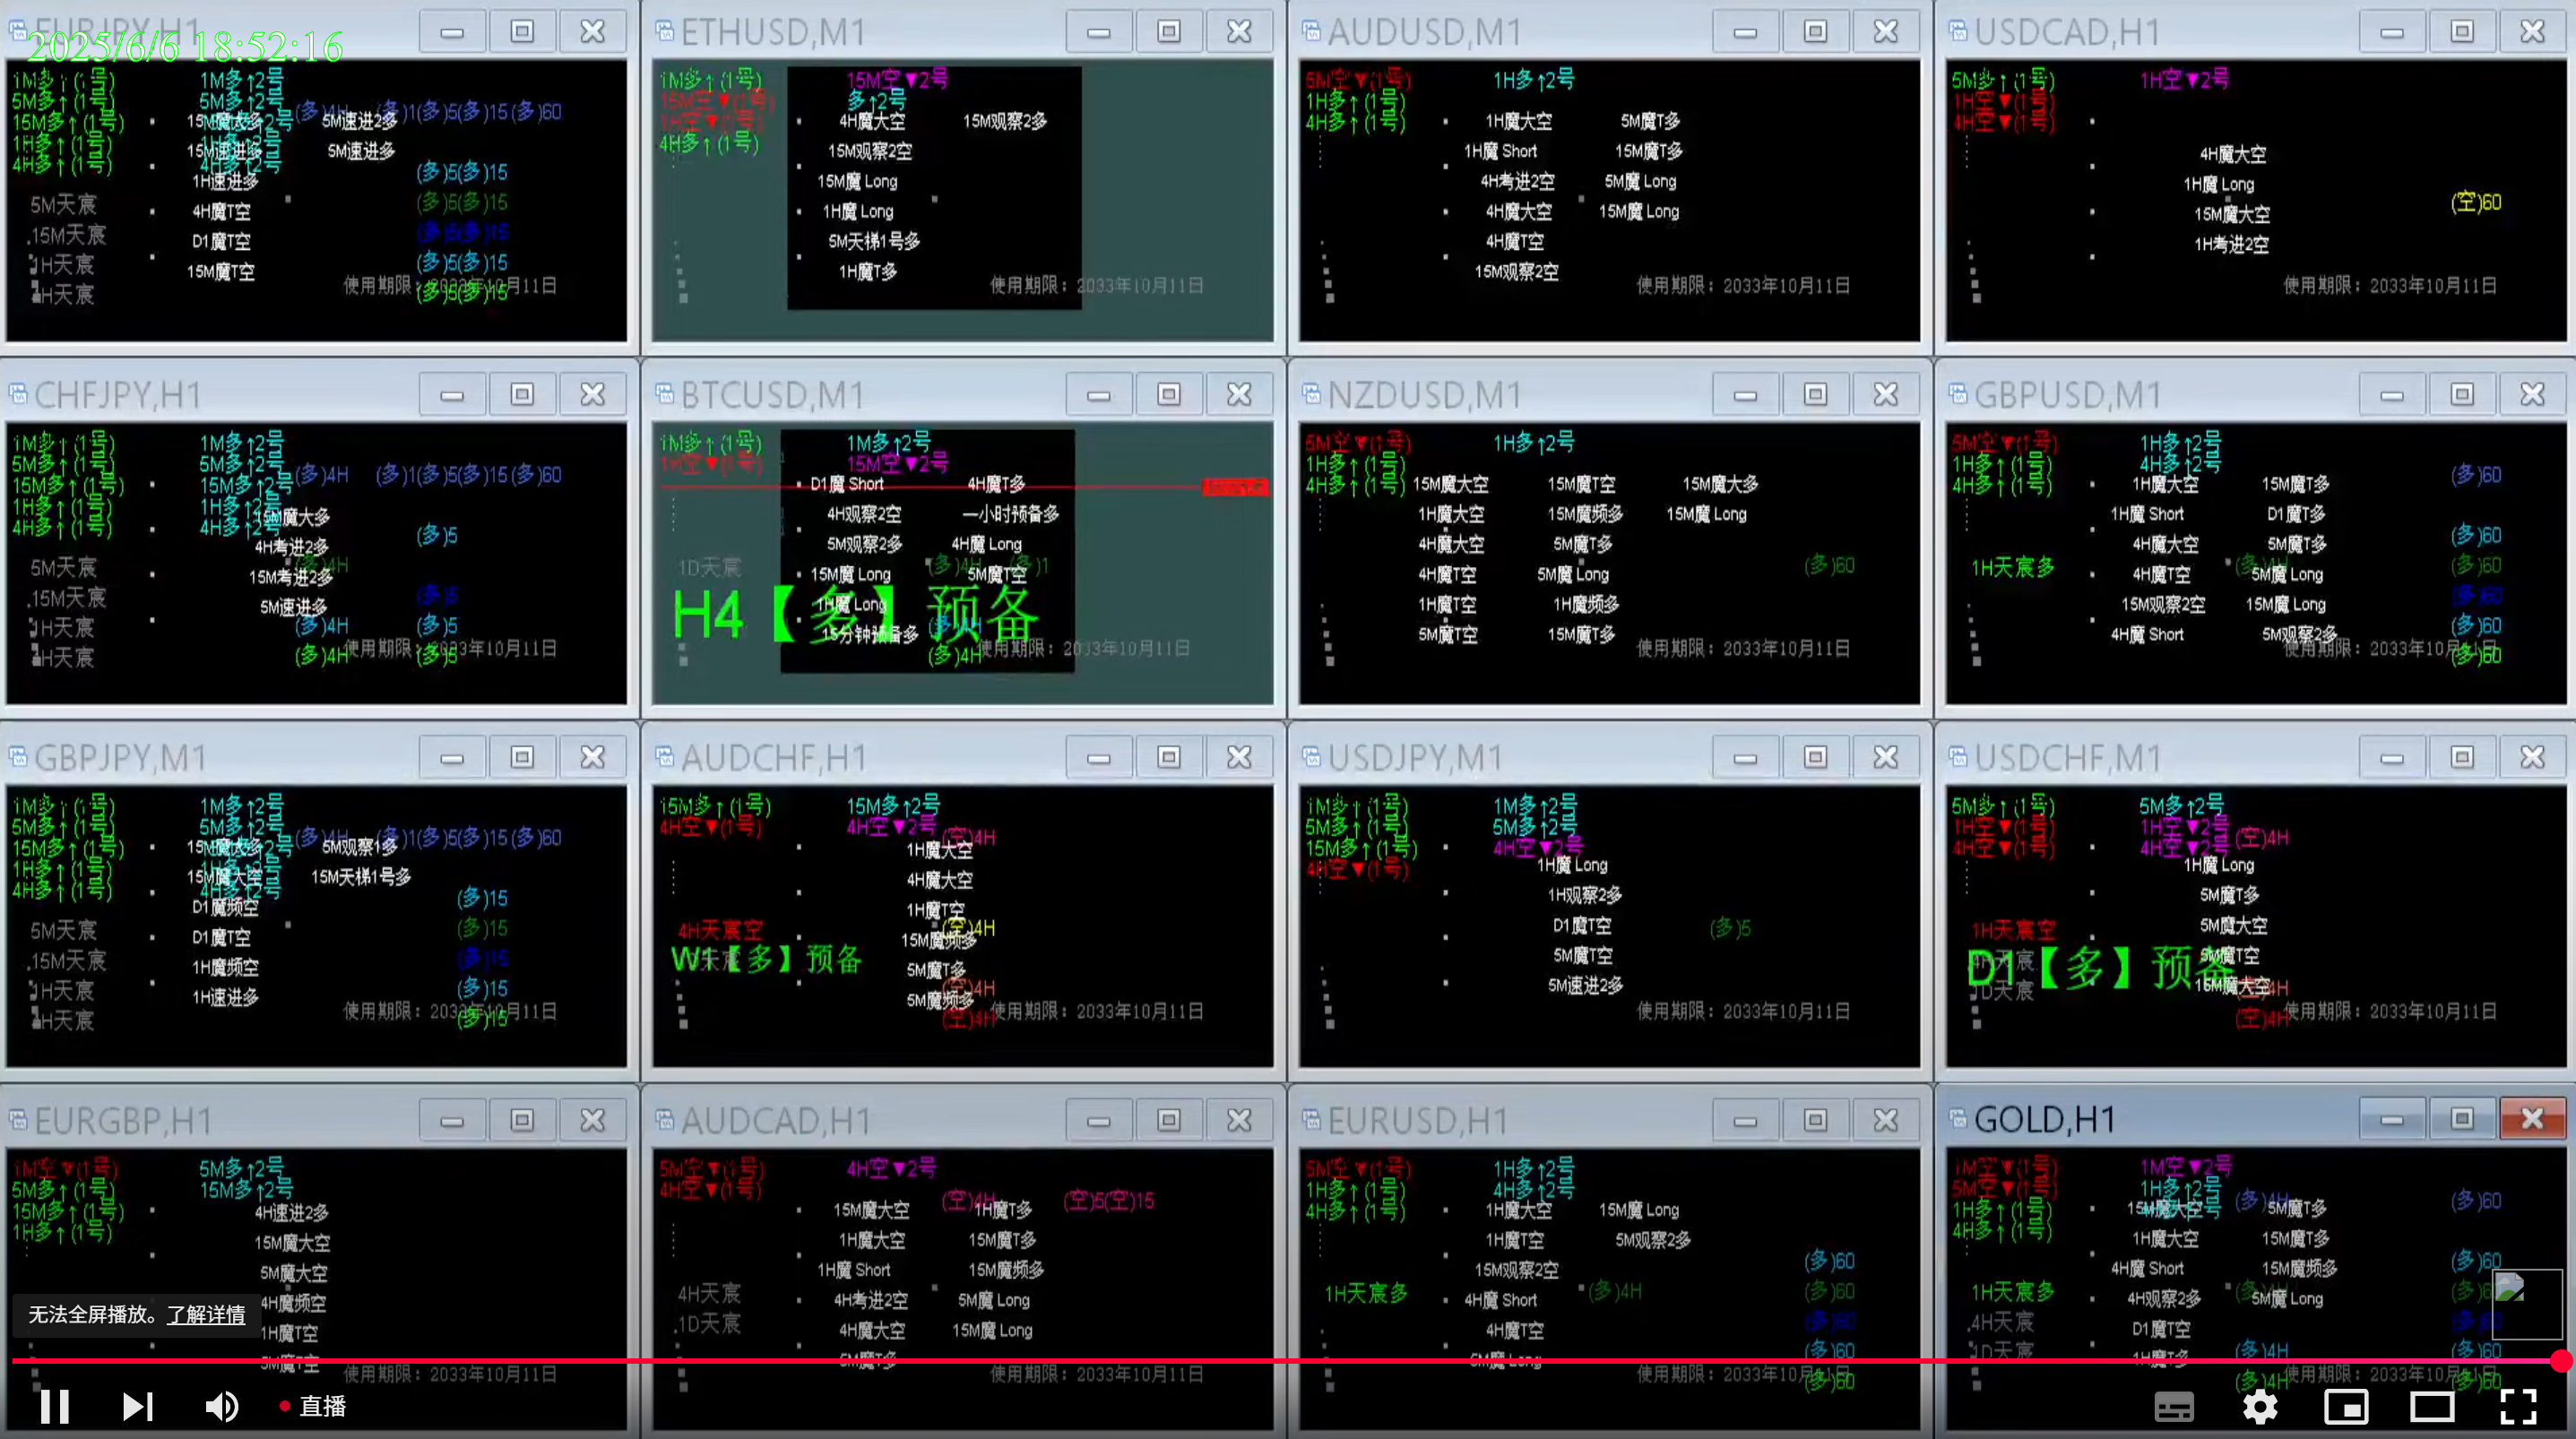 EURJPY,H1
2025/6/6 18:52:16
1M多↑(1号) 1M多↑2号
5M多↑(1号) 5M多↑2号 (多)4H (多)1(多)5(多)15(多)60
15M多↑(1号) 15M魔大多 5M速进2多
1H多↑(1号) 15M速进多 5M速进多
4H多↑(1号) 4H多↑2号 (多)5(多)15
1H速进多
5M天宸 4H魔T空 (多)5(多)15
.15M天宸 D1魔T空 (多)5(多)15
1H天宸 15M魔T空 (多)5(多)15
4H天宸 使用期限: 2033年10月11日
(多)5(多)15
ETHUSD,M1
1M多↑(1号) 15M空▼2号
15M空▼(1号) 多↑2号
1H空▼(1号) 4H魔大空 15M观察2多
4H多↑(1号) 15M观察2空
15M魔 Long
1H魔 Long
5M天梯1号多
1H魔T多
使用期限: 2033年10月11日
AUDUSD,M1
5M空▼(1号) 1H多↑2号
1H多↑(1号)
4H多↑(1号) 1H魔大空 5M魔T多
1H魔 Short 15M魔T多
4H考进2空 5M魔 Long
4H魔大空 15M魔 Long
4H魔T空
15M观察2空
使用期限: 2033年10月11日
USDCAD,H1
5M多↑(1号) 1H空▼2号
1H空▼(1号)
4H空▼(1号)
4H魔大空
1H魔 Long
15M魔大空 (空)60
1H考进2空
使用期限: 2033年10月11日
CHFJPY,H1
1M多↑(1号) 1M多↑2号
5M多↑(1号) 5M多↑2号 (多)4H (多)1(多)5(多)15(多)60
15M多↑(1号) 15M多↑2号
1H多↑(1号) 1H多↑2号 15M魔大多
4H多↑(1号) 4H多↑2号 (多)5
4H考进2多
5M天宸 (多)4H
15M考进2多
.15M天宸 5M速进多 (多)5
1H天宸 (多)4H (多)5
4H天宸 使用期限: 2033年10月11日
(多)4H (多)5
BTCUSD,M1
1M多↑(1号) 1M多↑2号
1H空▼(1号) 15M空▼2号
D1魔 Short 4H魔T多
4H观察2空 一小时预备多
5M观察2多 4H魔 Long
1D天宸 (多)4H (多)1
15M魔 Long 5M魔T空
H4【多】预备
1H魔 Long
15分钟预备多
(多)4H 使用期限: 2033年10月11日
NZDUSD,M1
5M空▼(1号) 1H多↑2号
1H多↑(1号)
4H多↑(1号) 15M魔大空 15M魔T空 15M魔大多
1H魔大空 15M魔频多 15M魔 Long
4H魔大空 5M魔T多
(多)60
4H魔T空 5M魔 Long
1H魔T空 1H魔频多
5M魔T空 15M魔T多
使用期限: 2033年10月11日
GBPUSD,M1
5M空▼(1号) 1H多↑2号
1H多↑(1号) 4H多↑2号 (多)60
4H多↑(1号) 1H魔大空 15M魔T多
1H魔 Short D1魔T多
4H魔大空 5M魔T多 (多)60
1H天宸多 (多)4H (多)60
4H魔T空 5M魔 Long
15M观察2空 15M魔 Long (多)60
4H魔 Short 5M观察2多 (多)60
使用期限: 2033年10月11日
(多)60
GBPJPY,M1
1M多↑(1号) 1M多↑2号
5M多↑(1号) 5M多↑2号 (多)4H (多)1(多)5(多)15(多)60
15M多↑(1号) 15M魔大多 5M观察1多
1H多↑(1号) 15M魔大空 15M天梯1号多
4H多↑(1号) 4H多↑2号
D1魔频空 (多)15
5M天宸 D1魔T空 (多)15
.15M天宸 1H魔频空 (多)15
1H天宸 1H速进多 (多)15
4H天宸 使用期限: 2033年10月11日
(多)15
AUDCHF,H1
15M多↑(1号) 15M多↑2号
4H空▼(1号) 4H空▼2号 (空)4H
1H魔大空
4H魔大空
1H魔T空
4H天宸空 (空)4H
15M魔频多
W1【多】预备
5M魔T多
(空)4H
5M魔频多
(空)4H 使用期限: 2033年10月11日
USDJPY,M1
1M多↑(1号) 1M多↑2号
5M多↑(1号) 5M多↑2号
15M多↑(1号) 4H空▼2号
4H空▼(1号) 1H魔 Long
1H观察2多
D1魔T空 (多)5
5M魔T空
5M速进2多
使用期限: 2033年10月11日
USDCHF,M1
5M多↑(1号) 5M多↑2号
1H空▼(1号) 1H空▼2号 (空)4H
4H空▼(1号) 4H空▼2号
1H魔 Long
5M魔T多
1H天宸空 5M魔大空
4H天宸 5M魔T空
D1【多】预备
1D天宸 15M魔大空 (空)4H
(空)4H 使用期限: 2033年10月11日
EURGBP,H1
1M空▼(1号) 5M多↑2号
5M多↑(1号) 15M多↑2号
15M多↑(1号) 4H速进2多
1H多↑(1号) 15M魔大空
5M魔大空
4H魔频空
无法全屏播放。了解详情
1H魔T空
5M魔T空
使用期限: 2033年10月11日
AUDCAD,H1
5M空▼(1号) 4H空▼2号
4H空▼(1号) (空)4H (空)5(空)15
15M魔大空 1H魔T多
1H魔大空 15M魔T多
1H魔 Short 15M魔频多
4H天宸 4H考进2空 5M魔 Long
.1D天宸 4H魔大空 15M魔 Long
5M魔T多
使用期限: 2033年10月11日
EURUSD,H1
5M空▼(1号) 1H多↑2号
1H多↑(1号) 4H多↑2号
4H多↑(1号) 1H魔大空 15M魔 Long
1H魔T空 5M观察2多
15M观察2空 (多)60
1H天宸多 4H魔 Short (多)4H (多)60
4H魔T空 (多)60
5M魔 Long (多)60
使用期限: 2033年10月11日
(多)60
GOLD,H1
1M空▼(1号) 1M空▼2号
5M空▼(1号) 1H多↑2号 (多)4H (多)60
1H多↑(1号) 15M魔大空 5M魔T多
4H多↑(1号) 1H魔大空 15M魔T多
4H魔 Short 15M魔频多 (多)60
1H天宸多 4H观察2多 5M魔 Long
.4H天宸 D1魔T空
1D天宸 1H魔T多 (多)4H (多)60
(多)4H 使用期限: 2033年10月11日
(多)60
直播